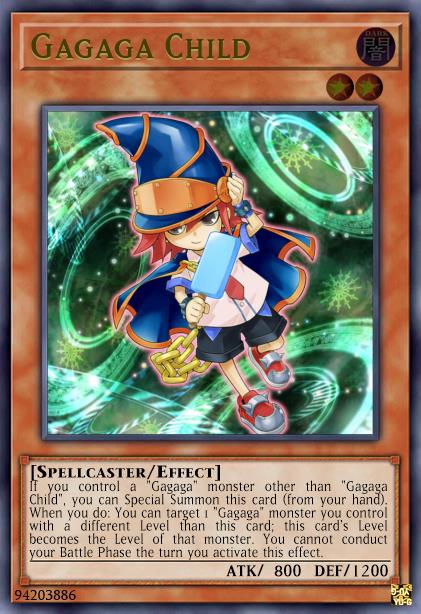 GAGAGA CHILD
DARK
闇
[SPELLCASTER/EFFECT]
If you control a "Gagaga" monster other than "Gagaga
Child", you can Special Summon this card (from your hand).
When you do: You can target 1 "Gagaga" monster you control
with a different Level than this card; this card's Level
becomes the Level of that monster. You cannot conduct
your Battle Phase the turn you activate this effect.
ATK/ 800 DEF/1200
94203886